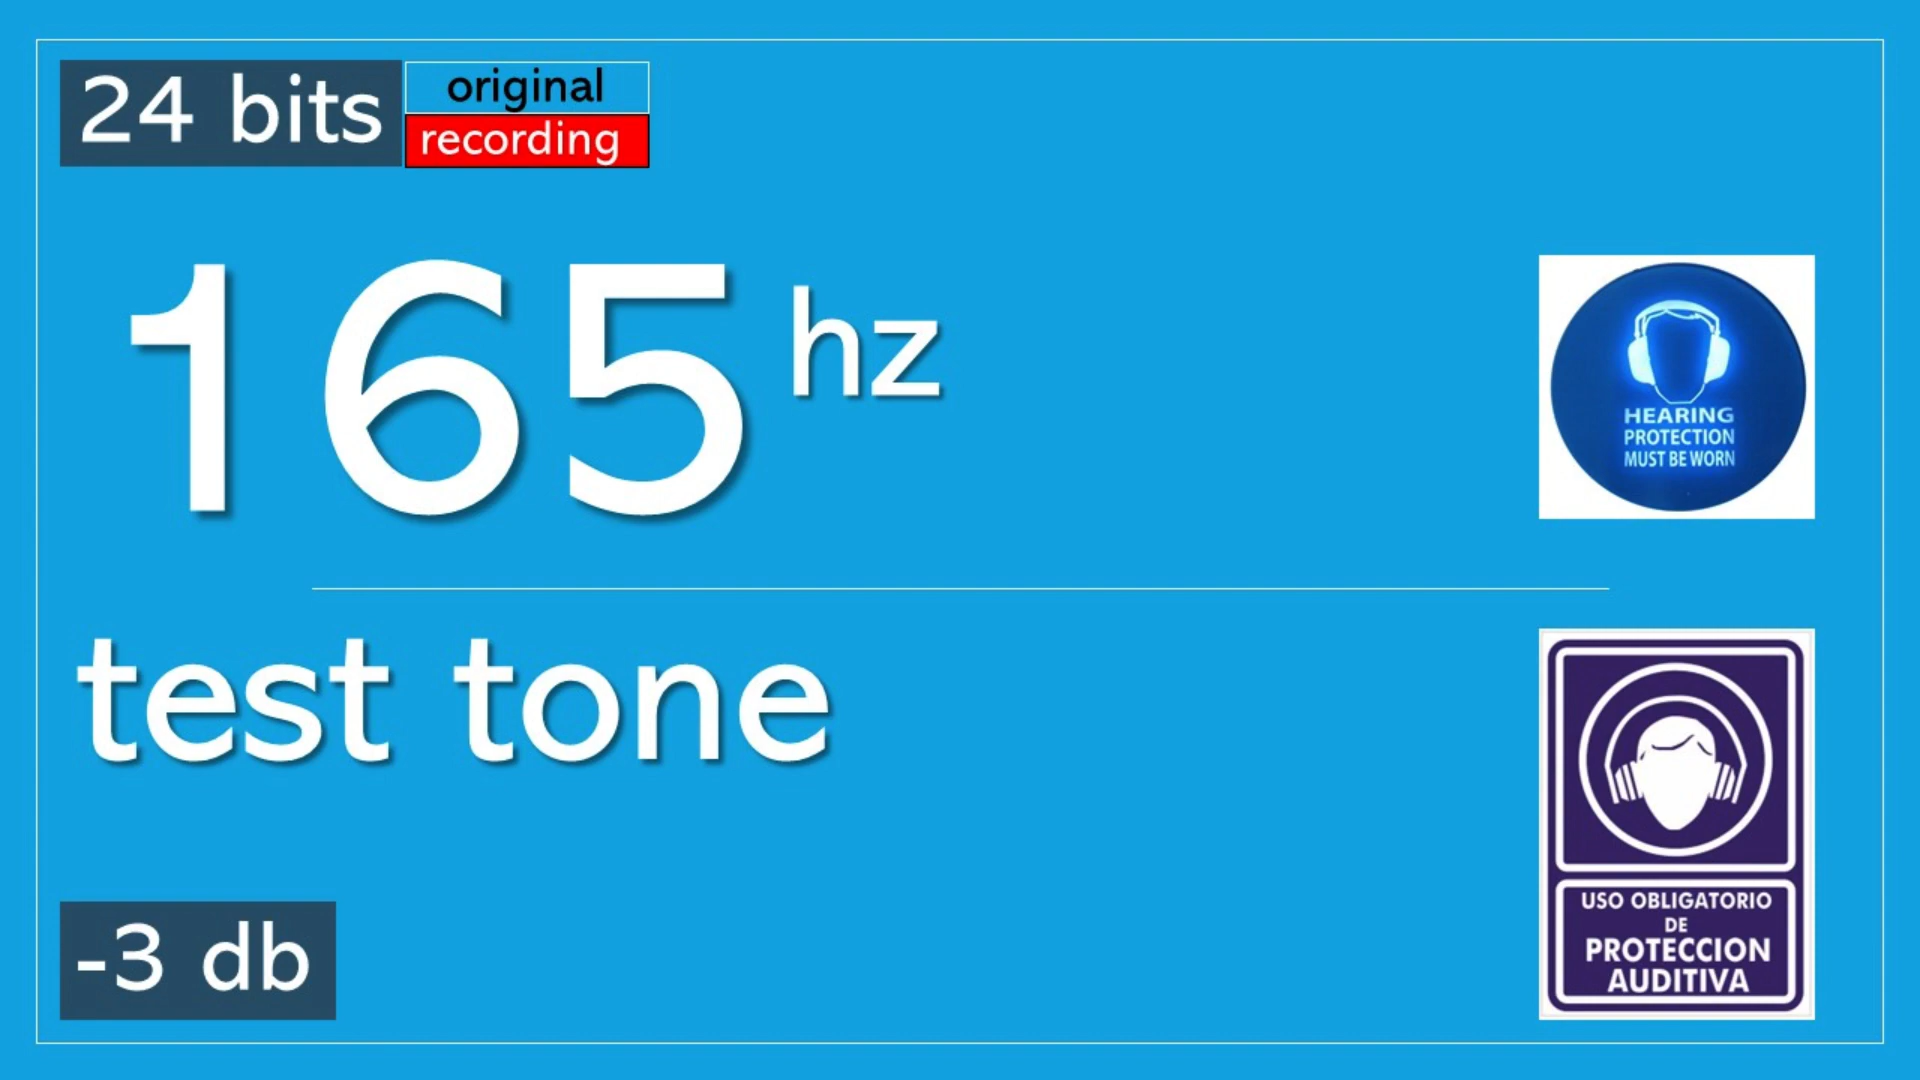 24 bits
original
recording
165 hz
test tone
-3 db
HEARING
PROTECTION
MUST BE WORN
USO OBLIGATORIO
DE
PROTECCION
AUDITIVA